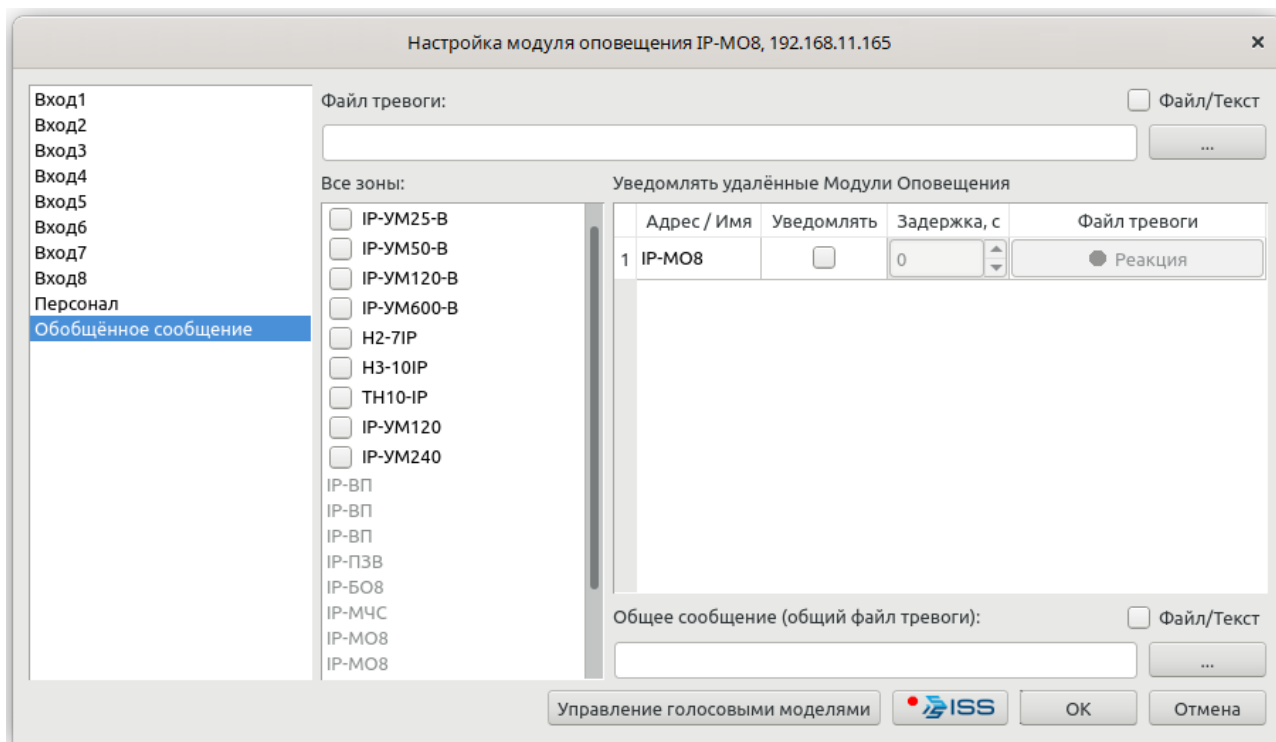 Настройка модуля оповещения IP-МО8, 192.168.11.165
Вход1
Вход2
Вход3
Вход4
Вход5
Вход6
Вход7
Вход8
Персонал
Обобщённое сообщение
Файл тревоги:
Файл/Текст
...
Все зоны:
IP-УМ25-В
IP-УМ50-В
IP-УМ120-В
IP-УМ600-В
Н2-7IP
Н3-10IP
ТН10-IP
IP-УМ120
IP-УМ240
IP-ВП
IP-ВП
IP-ВП
IP-ПЗВ
IP-БО8
IP-МЧС
IP-МО8
IP-МО8
Уведомлять удалённые Модули Оповещения
Адрес / Имя Уведомлять Задержка, с Файл тревоги
1 IP-МО8 0 Реакция
Общее сообщение (общий файл тревоги):
Файл/Текст
...
Управление голосовыми моделями
ISS
ОК
Отмена